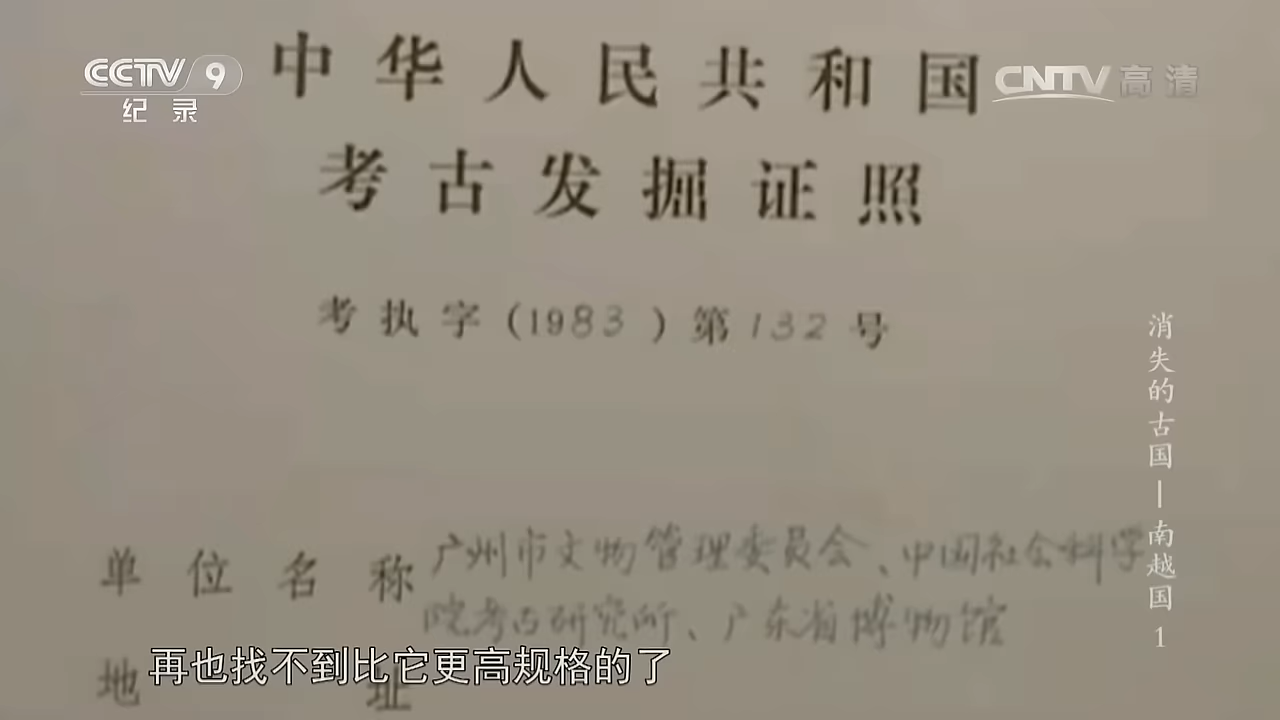 CCTV 9
纪录
CNTV 高清
中华人民共和国
考古发掘证照
考执字(1983)第132号
单位名称 广州市文物管理委员会、中国社会科学
院考古研究所、广东省博物馆
地址
再也找不到比它更高规格的了
消失的古国—南越国 1